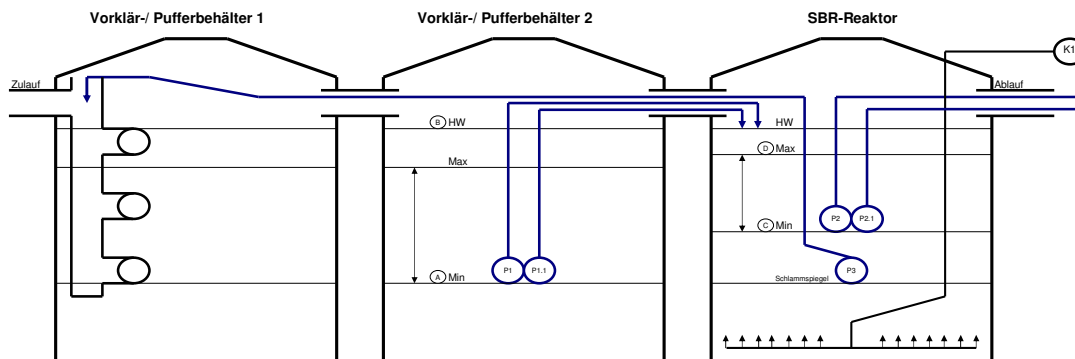 Vorklär-/ Pufferbehälter 1
Vorklär-/ Pufferbehälter 2
SBR-Reaktor
K1
Zulauf
Ablauf
B HW
HW
D Max
Max
P2
P2.1
C Min
P1
P1.1
P3
A Min
Schlammspiegel